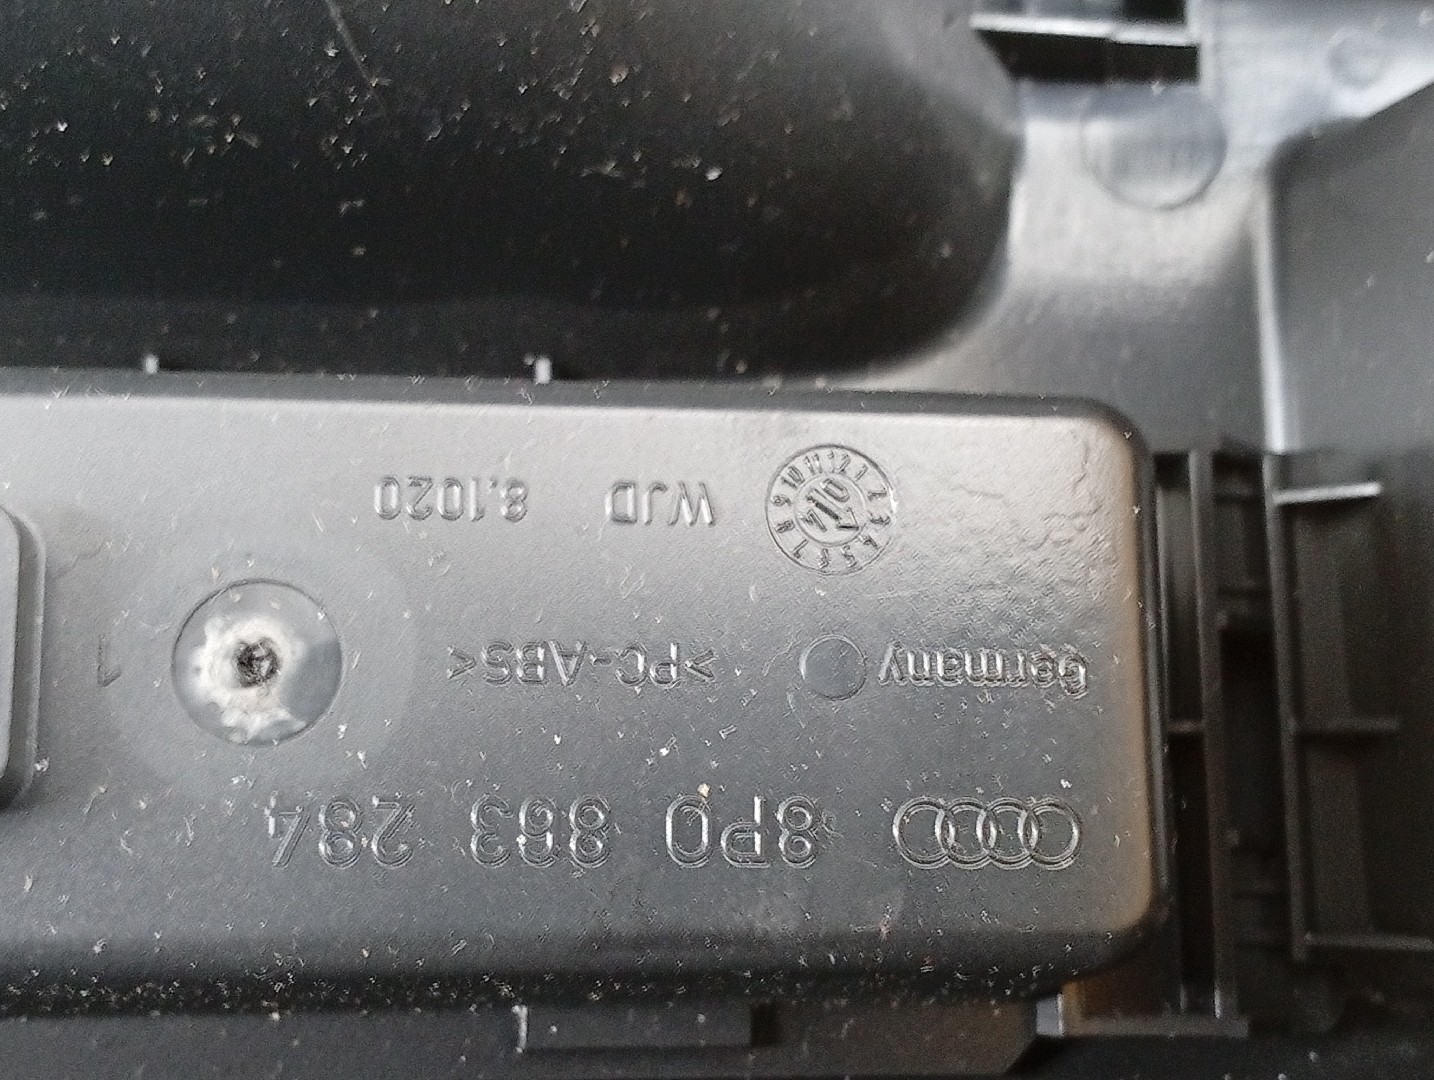 8P0 863 284
Germany >PC-ABS< 1
WJD 8.1020